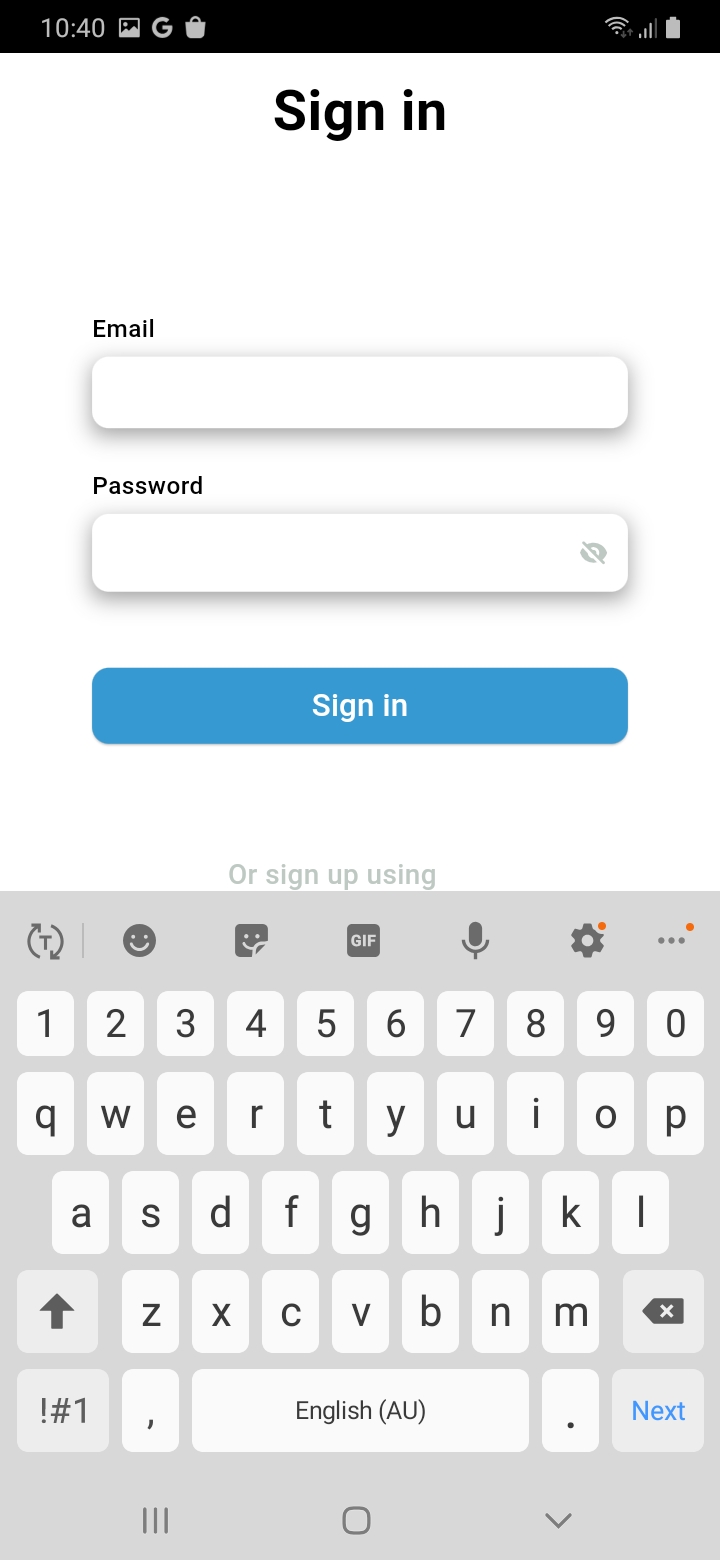 10:40 G
Sign in
Email
Password
Sign in
Or sign up using
T GIF
1 2 3 4 5 6 7 8 9 0
q w e r t y u i o p
a s d f g h j k l
z x c v b n m
!#1 , English (AU) . Next